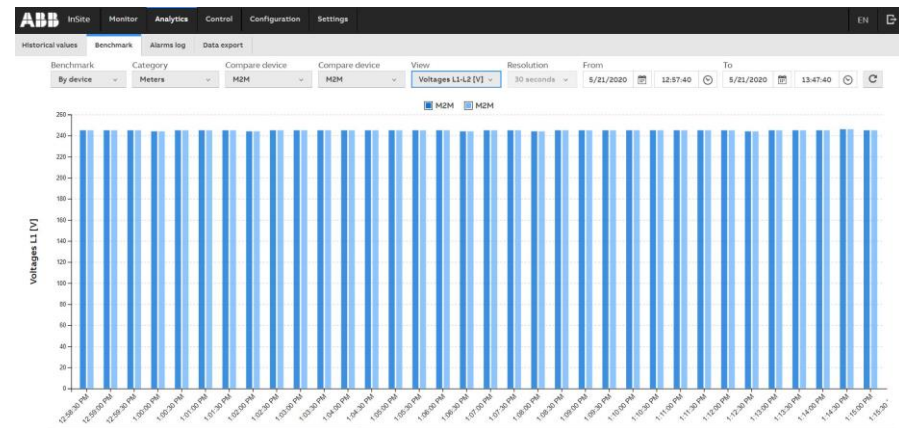 ABB InSite Monitor Analytics Control Configuration Settings EN
Historical values Benchmark Alarms log Data export
Benchmark Category Compare device Compare device View Resolution From To
By device Meters M2M M2M Voltages L1-L2 [V] 30 seconds 5/21/2020 12:57:40 5/21/2020 13:47:40
M2M M2M
260
240
220
200
180
160
140
120
100
80
60
40
20
0
Voltages L1 [V]
12:58:30 PM 12:59:00 PM 12:59:30 PM 1:00:00 PM 1:00:30 PM 1:01:00 PM 1:01:30 PM 1:02:00 PM 1:02:30 PM 1:03:00 PM 1:03:30 PM 1:04:00 PM 1:04:30 PM 1:05:00 PM 1:05:30 PM 1:06:00 PM 1:06:30 PM 1:07:00 PM 1:07:30 PM 1:08:00 PM 1:08:30 PM 1:09:00 PM 1:09:30 PM 1:10:00 PM 1:10:30 PM 1:11:00 PM 1:11:30 PM 1:12:00 PM 1:12:30 PM 1:13:00 PM 1:13:30 PM 1:14:00 PM 1:14:30 PM 1:15:00 PM 1:15:30